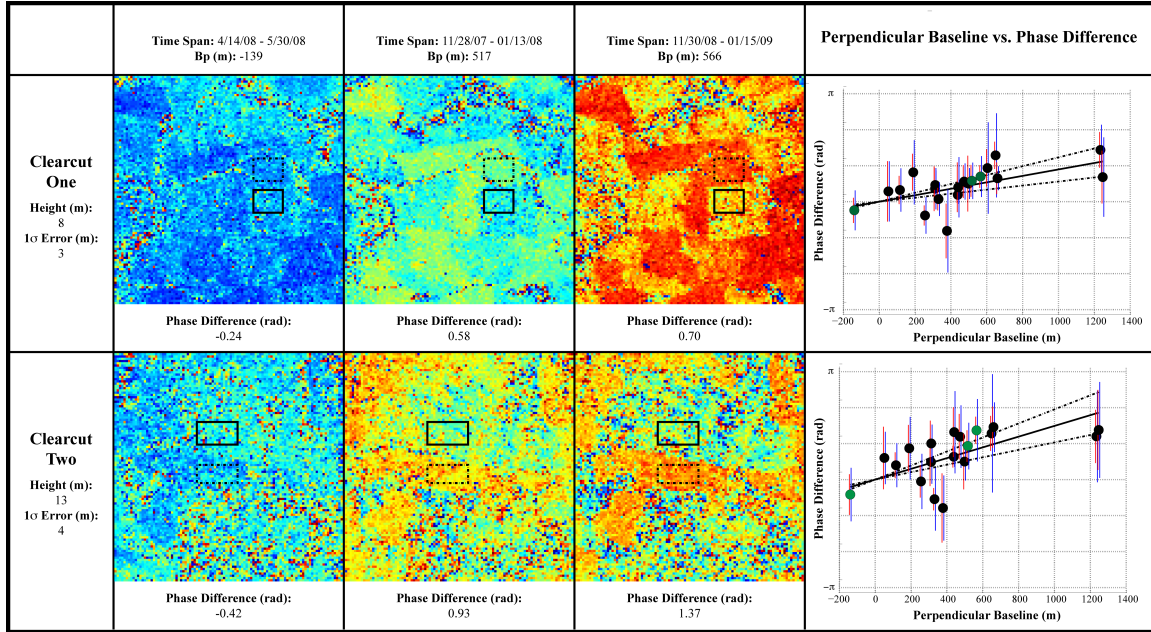 Time Span: 4/14/08 - 5/30/08
Bp (m): -139
Time Span: 11/28/07 - 01/13/08
Bp (m): 517
Time Span: 11/30/08 - 01/15/09
Bp (m): 566
Perpendicular Baseline vs. Phase Difference
Clearcut
One
Height (m):
8
1σ Error (m):
3
Phase Difference (rad):
-0.24
Phase Difference (rad):
0.58
Phase Difference (rad):
0.70
π
Phase Difference (rad)
−π
−200 0 200 400 600 800 1000 1200 1400
Perpendicular Baseline (m)
Clearcut
Two
Height (m):
13
1σ Error (m):
4
Phase Difference (rad):
-0.42
Phase Difference (rad):
0.93
Phase Difference (rad):
1.37
π
Phase Difference (rad)
−π
−200 0 200 400 600 800 1000 1200 1400
Perpendicular Baseline (m)